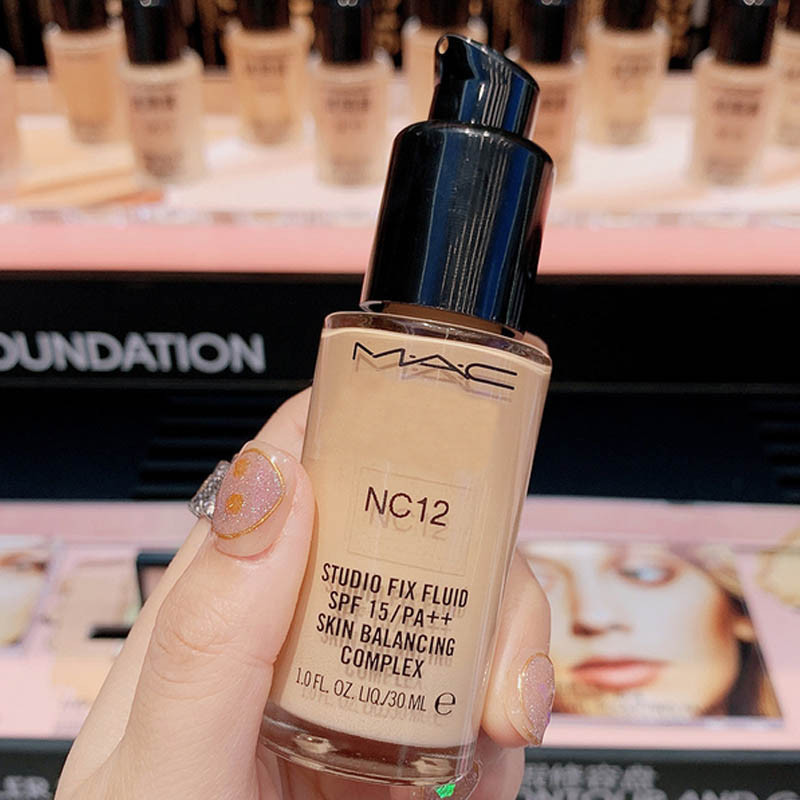 OUNDATION
M·A·C
NC12
STUDIO FIX FLUID
SPF 15/PA++
SKIN BALANCING
COMPLEX
1.0 FL. OZ. LIQ./30 ML ℮